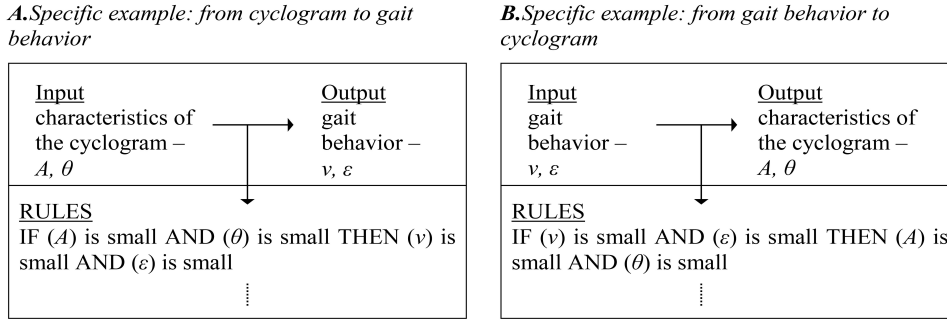 A.Specific example: from cyclogram to gait
behavior
Input
characteristics of
the cyclogram –
A, θ
Output
gait
behavior –
v, ε
RULES
IF (A) is small AND (θ) is small THEN (v) is
small AND (ε) is small
B.Specific example: from gait behavior to
cyclogram
Input
gait
behavior –
v, ε
Output
characteristics of
the cyclogram –
A, θ
RULES
IF (v) is small AND (ε) is small THEN (A) is
small AND (θ) is small